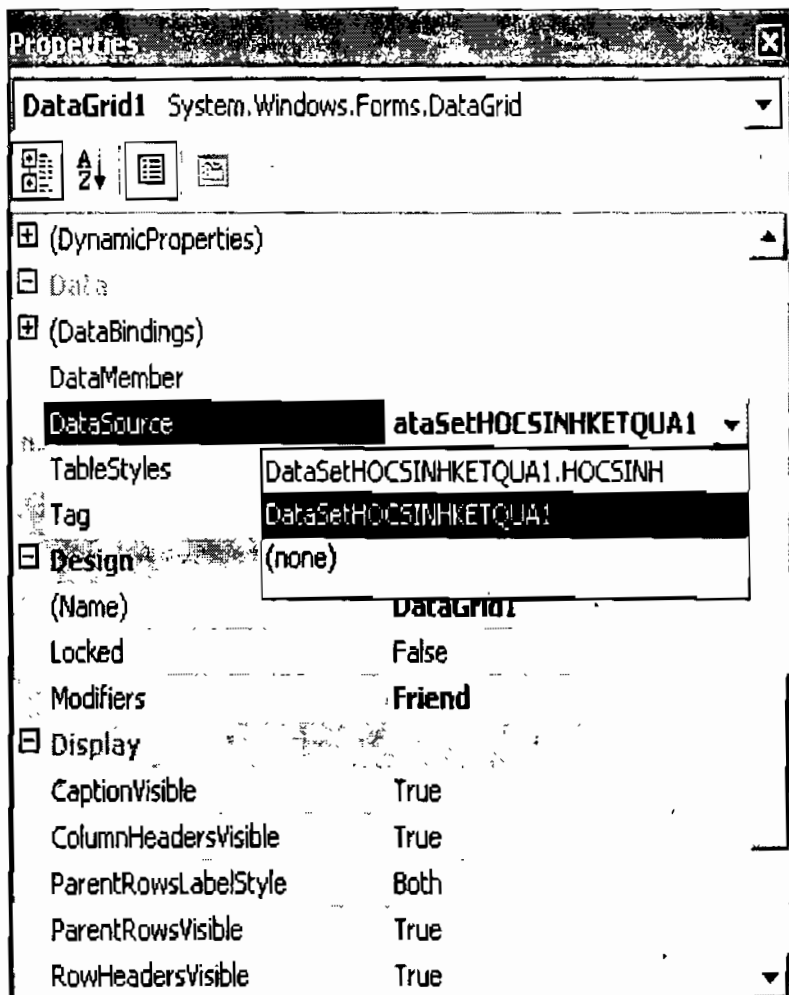 Properties
DataGrid1 System.Windows.Forms.DataGrid
A
Z
(DynamicProperties)
Data
(DataBindings)
DataMember
DataSource ataSetHOCSINHKETQUA1
TableStyles DataSetHOCSINHKETQUA1.HOCSINH
Tag DataSetHOCSINHKETQUA1
Design (none)
(Name) DataGrid1
Locked False
Modifiers Friend
Display
CaptionVisible True
ColumnHeadersVisible True
ParentRowsLabelStyle Both
ParentRowsVisible True
RowHeadersVisible True